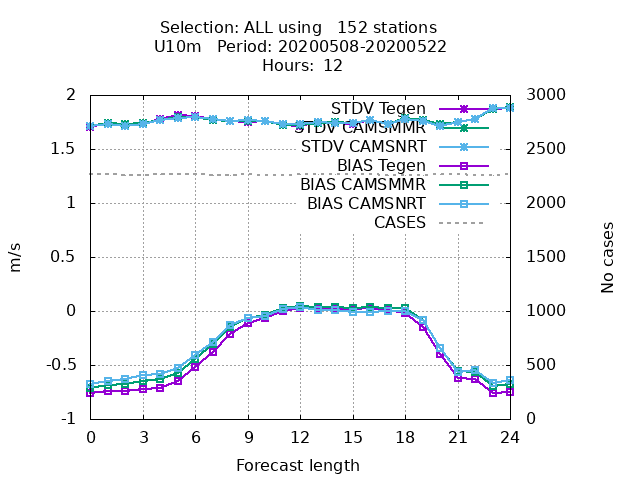 Selection: ALL using   152 stations
U10m   Period: 20200508-20200522
Hours: 12
2
1.5
1
0.5
0
-0.5
-1
m/s
3000
2500
2000
1500
1000
500
0
No cases
STDV Tegen
STDV CAMSMMR
STDV CAMSNRT
BIAS Tegen
BIAS CAMSMMR
BIAS CAMSNRT
CASES
0 3 6 9 12 15 18 21 24
Forecast length